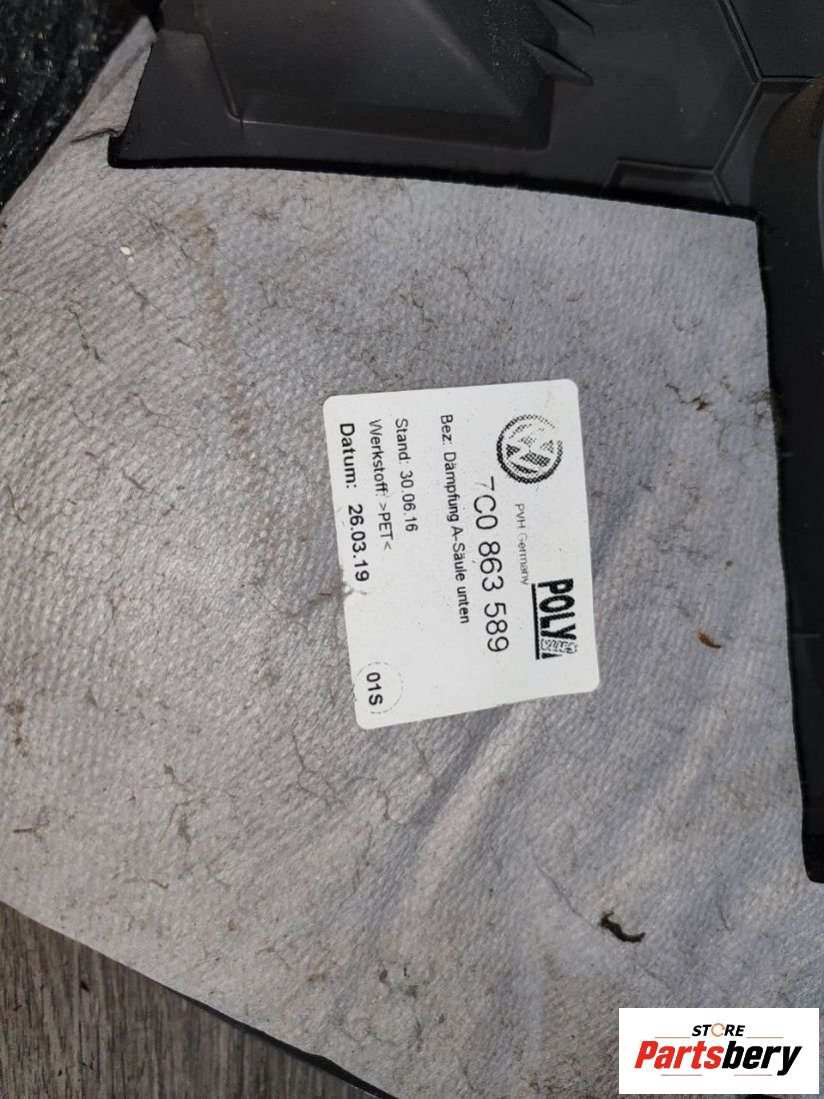 PVH Germany
POLY
7C0 863 589
Bez: Dämpfung A-Säule unten
Stand: 30.06.16
Werkstoff: >PET<
Datum: 26.03.19
01S
STORE
Partsbery